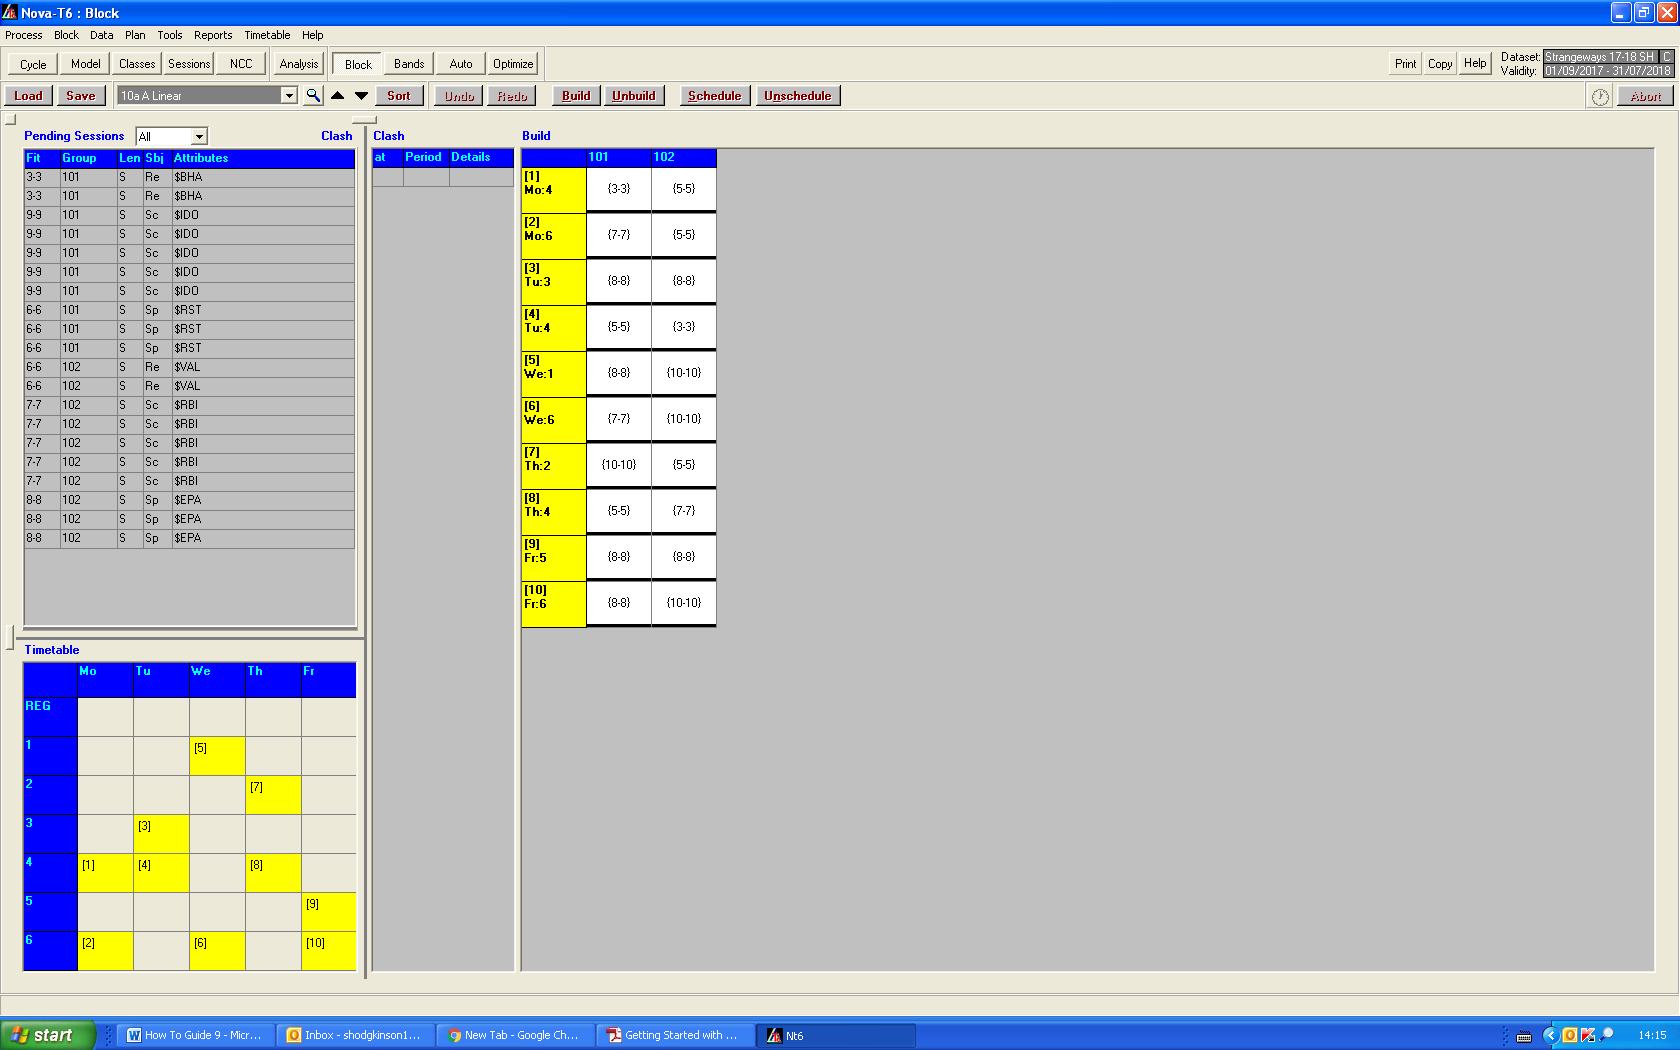 Nova-T6 : Block
Process Block Data Plan Tools Reports Timetable Help
Cycle Model Classes Sessions NCC Analysis Block Bands Auto Optimize Print Copy Help Dataset: Strangeways 17-18 SH C
Validity: 01/09/2017 - 31/07/2018
Load Save 10a A Linear Sort Undo Redo Build Unbuild Schedule Unschedule Abort
Pending Sessions All Clash
Fit Group Len Sbj Attributes
3-3 101 S Re $BHA
3-3 101 S Re $BHA
9-9 101 S Sc $IDO
9-9 101 S Sc $IDO
9-9 101 S Sc $IDO
9-9 101 S Sc $IDO
9-9 101 S Sc $IDO
6-6 101 S Sp $RST
6-6 101 S Sp $RST
6-6 101 S Sp $RST
6-6 102 S Re $VAL
6-6 102 S Re $VAL
7-7 102 S Sc $RBI
7-7 102 S Sc $RBI
7-7 102 S Sc $RBI
7-7 102 S Sc $RBI
7-7 102 S Sc $RBI
8-8 102 S Sp $EPA
8-8 102 S Sp $EPA
8-8 102 S Sp $EPA
Timetable
Mo Tu We Th Fr
REG
1 [5]
2 [7]
3 [3]
4 [1] [4] [8]
5 [9]
6 [2] [6] [10]
Clash
at Period Details
Build
101 102
[1]
Mo:4 {3-3} {5-5}
[2]
Mo:6 {7-7} {5-5}
[3]
Tu:3 {8-8} {8-8}
[4]
Tu:4 {5-5} {3-3}
[5]
We:1 {8-8} {10-10}
[6]
We:6 {7-7} {10-10}
[7]
Th:2 {10-10} {5-5}
[8]
Th:4 {5-5} {7-7}
[9]
Fr:5 {8-8} {8-8}
[10]
Fr:6 {8-8} {10-10}
start How To Guide 9 - Micr... Inbox - shodgkinson1... New Tab - Google Ch... Getting Started with ... Nt6 14:15